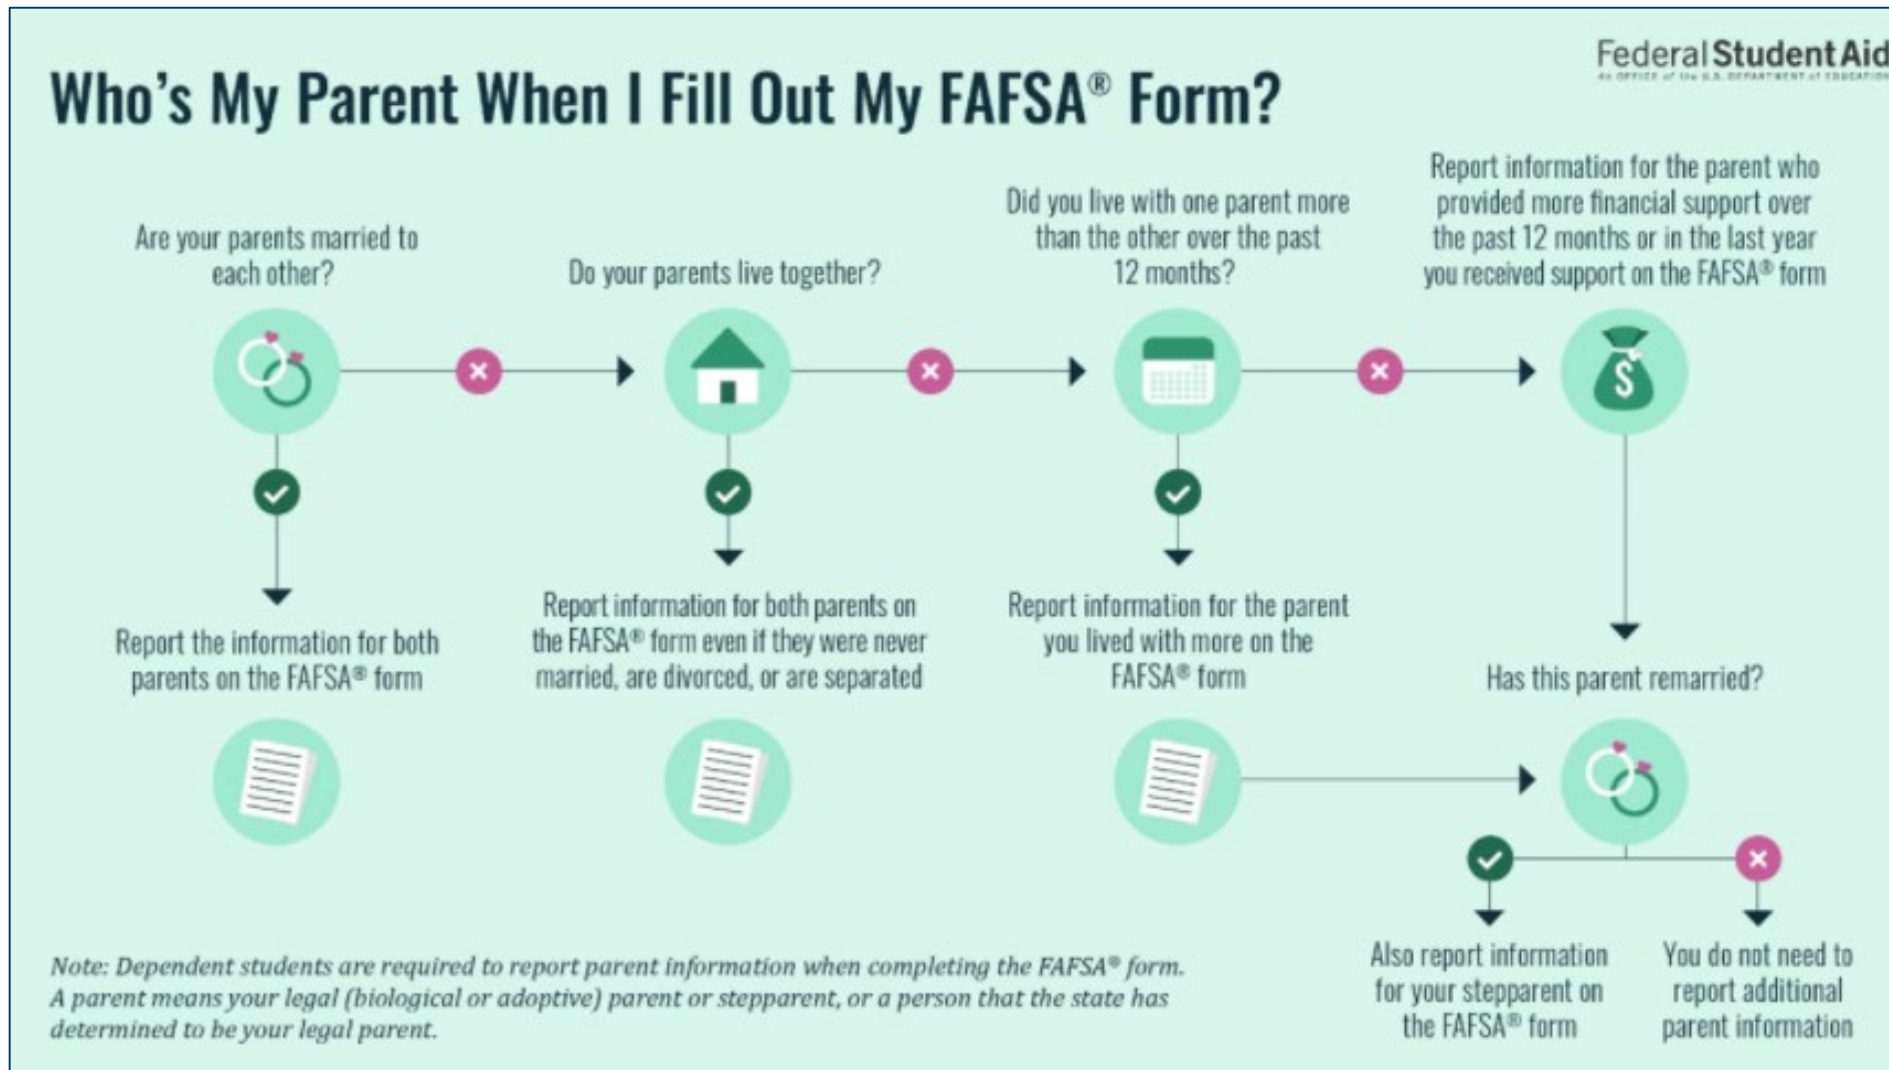 Federal Student Aid
An OFFICE of the U.S. DEPARTMENT of EDUCATION
Who's My Parent When I Fill Out My FAFSA® Form?
Are your parents married to
each other?
Do your parents live together?
Did you live with one parent more
than the other over the past
12 months?
Report information for the parent who
provided more financial support over
the past 12 months or in the last year
you received support on the FAFSA® form
$
Report the information for both
parents on the FAFSA® form
Report information for both parents on
the FAFSA® form even if they were never
married, are divorced, or are separated
Report information for the parent
you lived with more on the
FAFSA® form
Has this parent remarried?
Also report information
for your stepparent on
the FAFSA® form
You do not need to
report additional
parent information
Note: Dependent students are required to report parent information when completing the FAFSA® form.
A parent means your legal (biological or adoptive) parent or stepparent, or a person that the state has
determined to be your legal parent.